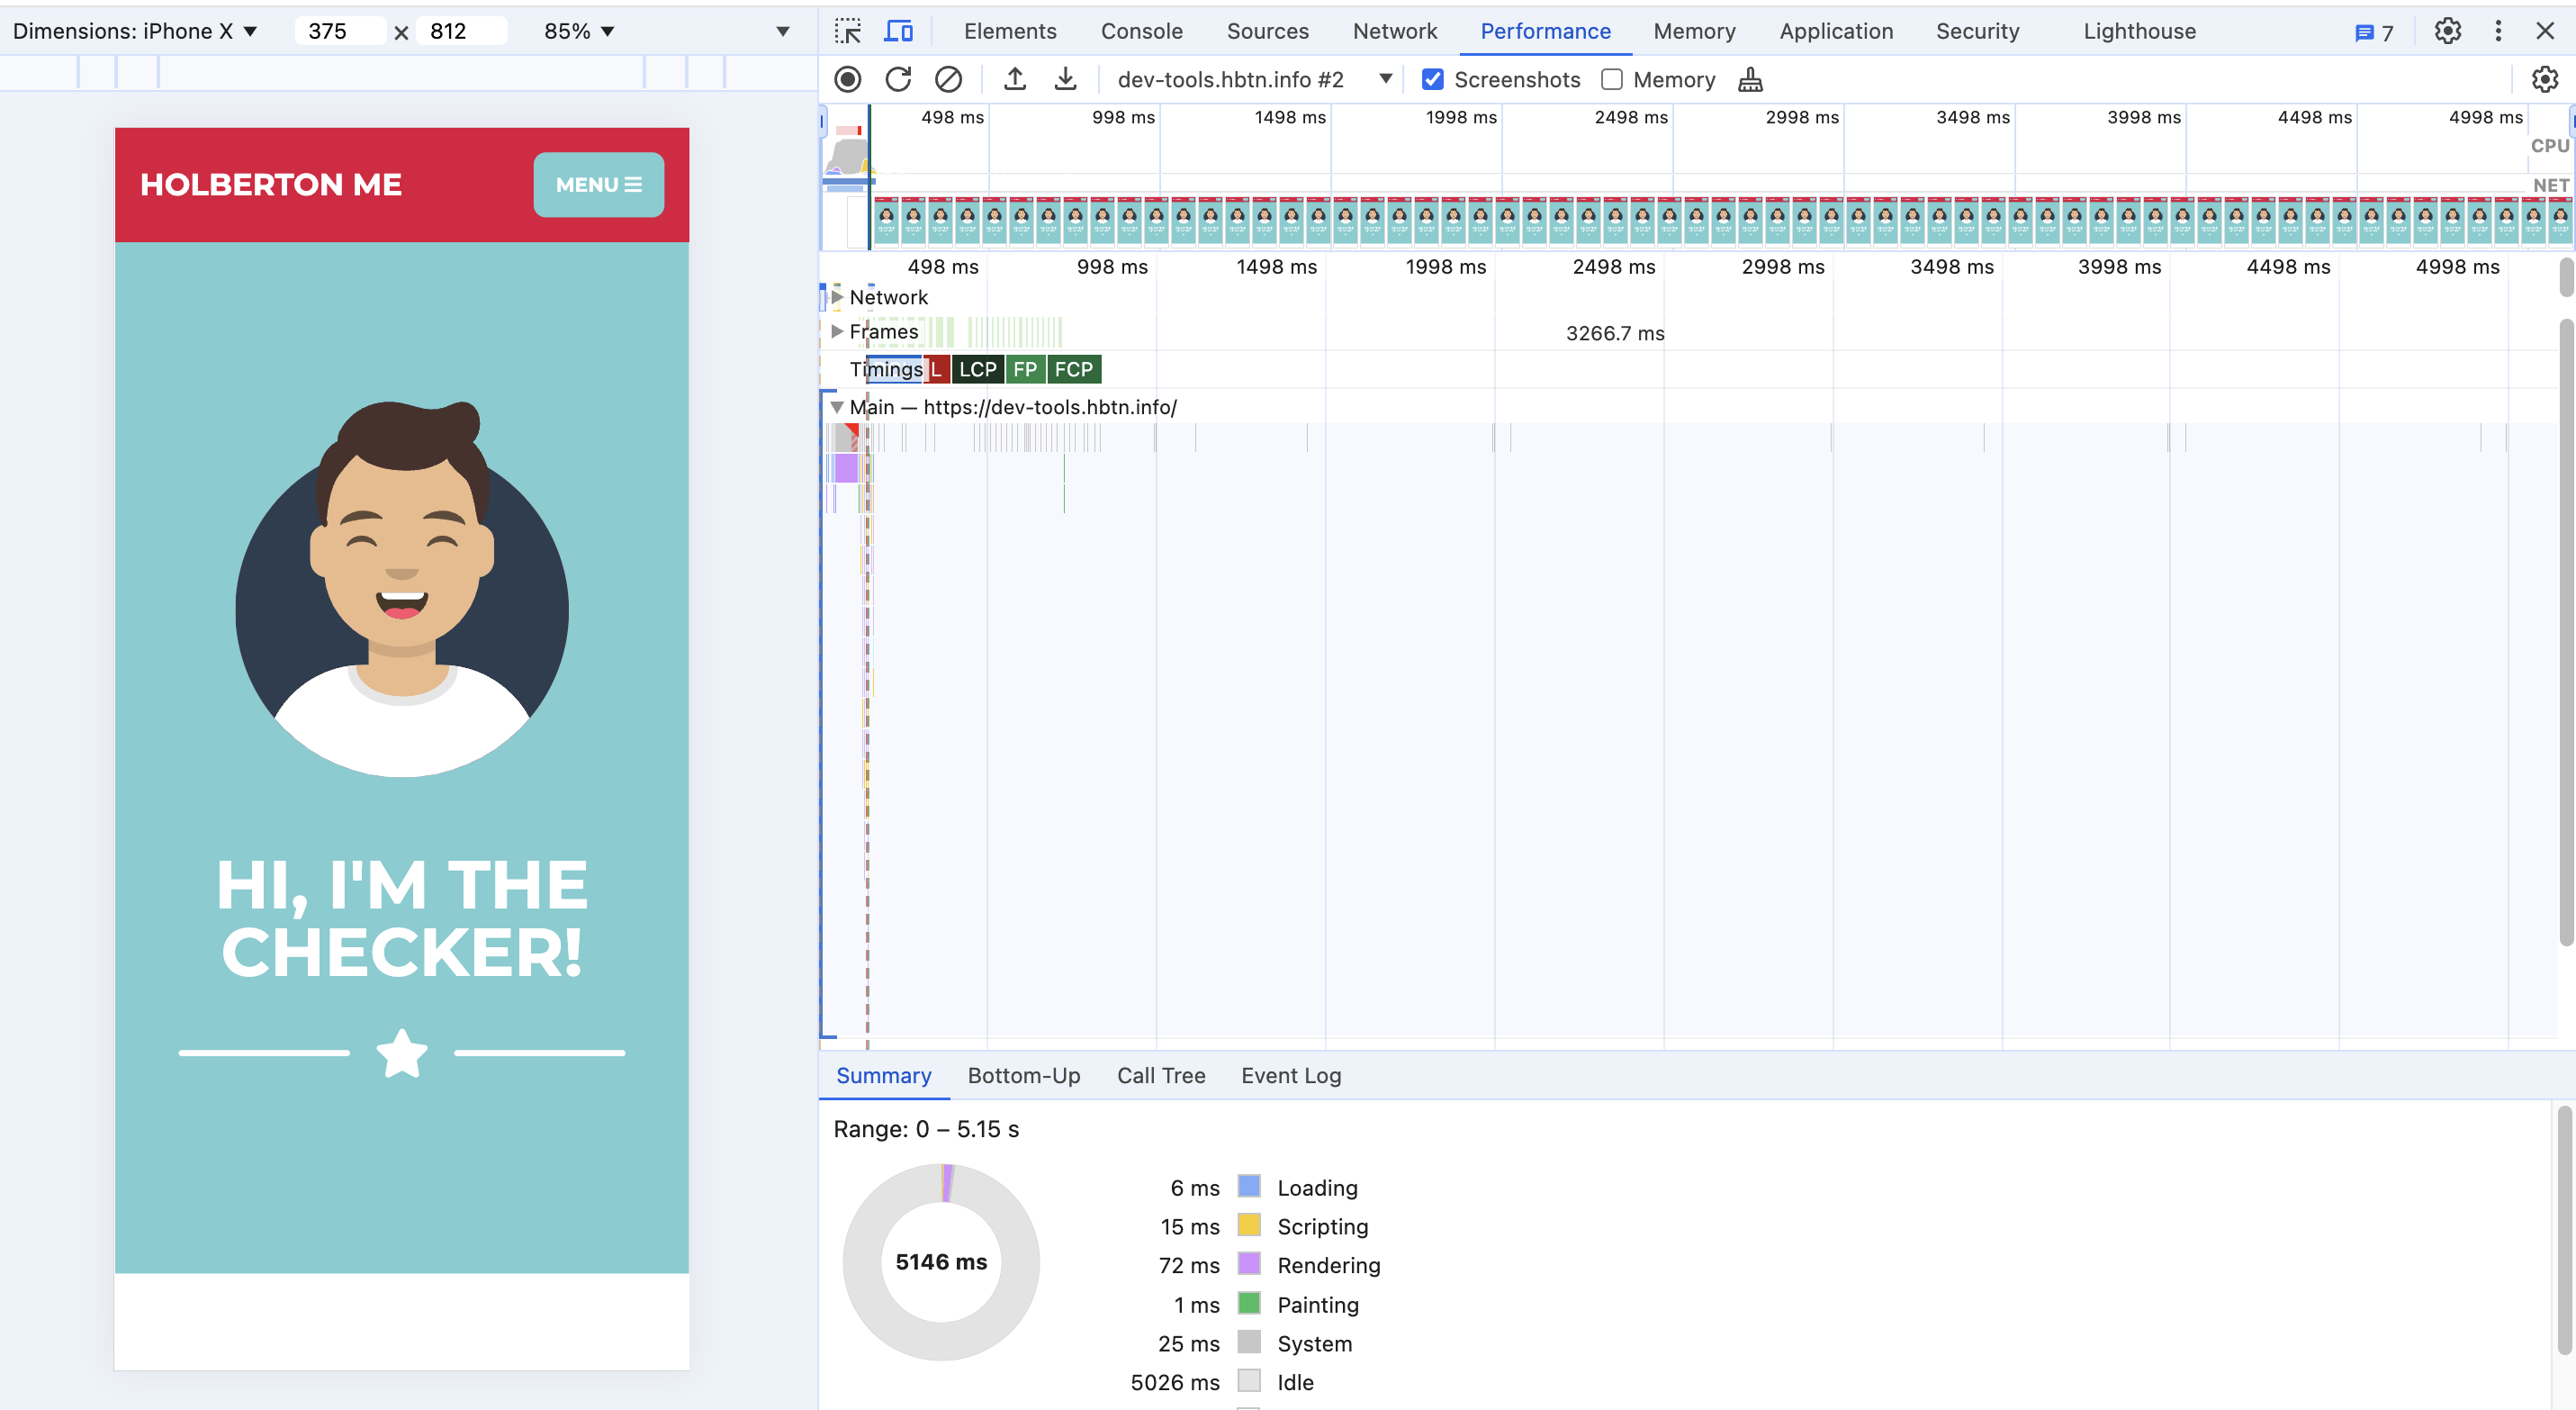 Dimensions: iPhone X 375 × 812 85%
Elements Console Sources Network Performance Memory Application Security Lighthouse 7
dev-tools.hbtn.info #2 Screenshots Memory
498 ms 998 ms 1498 ms 1998 ms 2498 ms 2998 ms 3498 ms 3998 ms 4498 ms 4998 ms
CPU
NET
498 ms 998 ms 1498 ms 1998 ms 2498 ms 2998 ms 3498 ms 3998 ms 4498 ms 4998 ms
Network
Frames 3266.7 ms
Timings L LCP FP FCP
Main — https://dev-tools.hbtn.info/
HOLBERTON ME MENU
HI, I'M THE
CHECKER!
Summary Bottom-Up Call Tree Event Log
Range: 0 – 5.15 s
5146 ms
6 ms Loading
15 ms Scripting
72 ms Rendering
1 ms Painting
25 ms System
5026 ms Idle